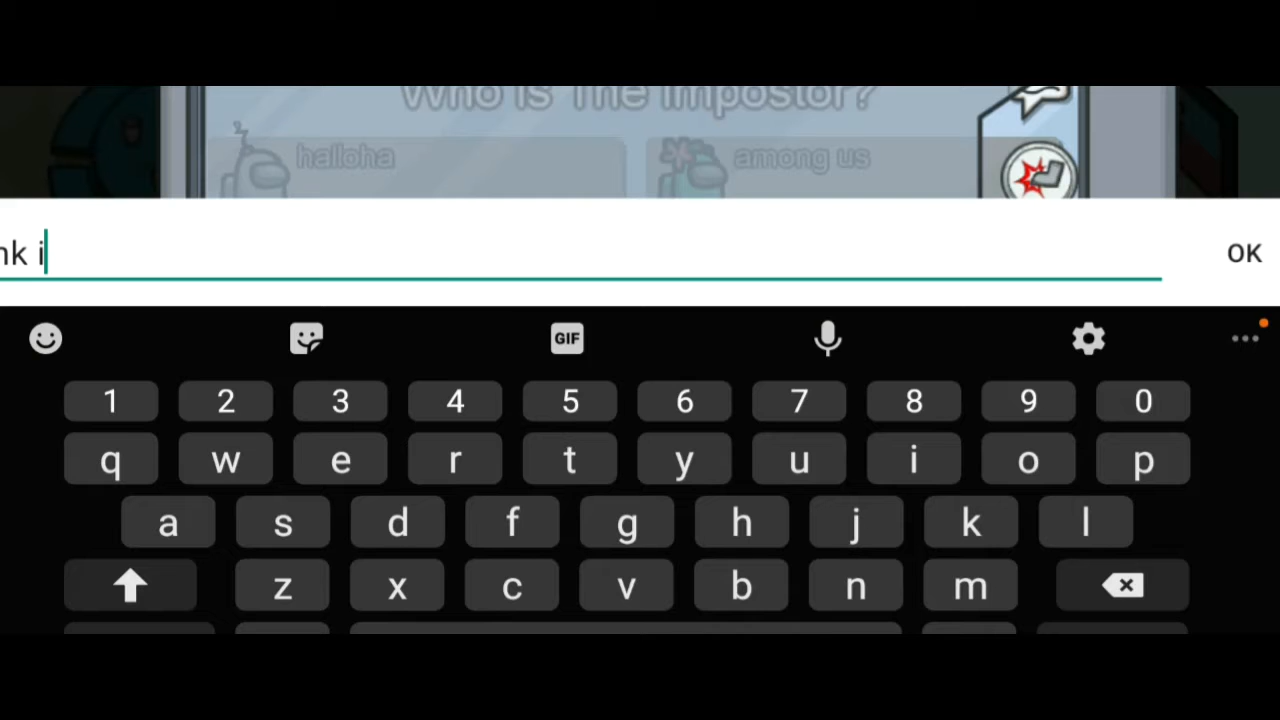 Who Is The Impostor?
halloha
among us
nk i
OK
GIF
1 2 3 4 5 6 7 8 9 0
q w e r t y u i o p
a s d f g h j k l
z x c v b n m